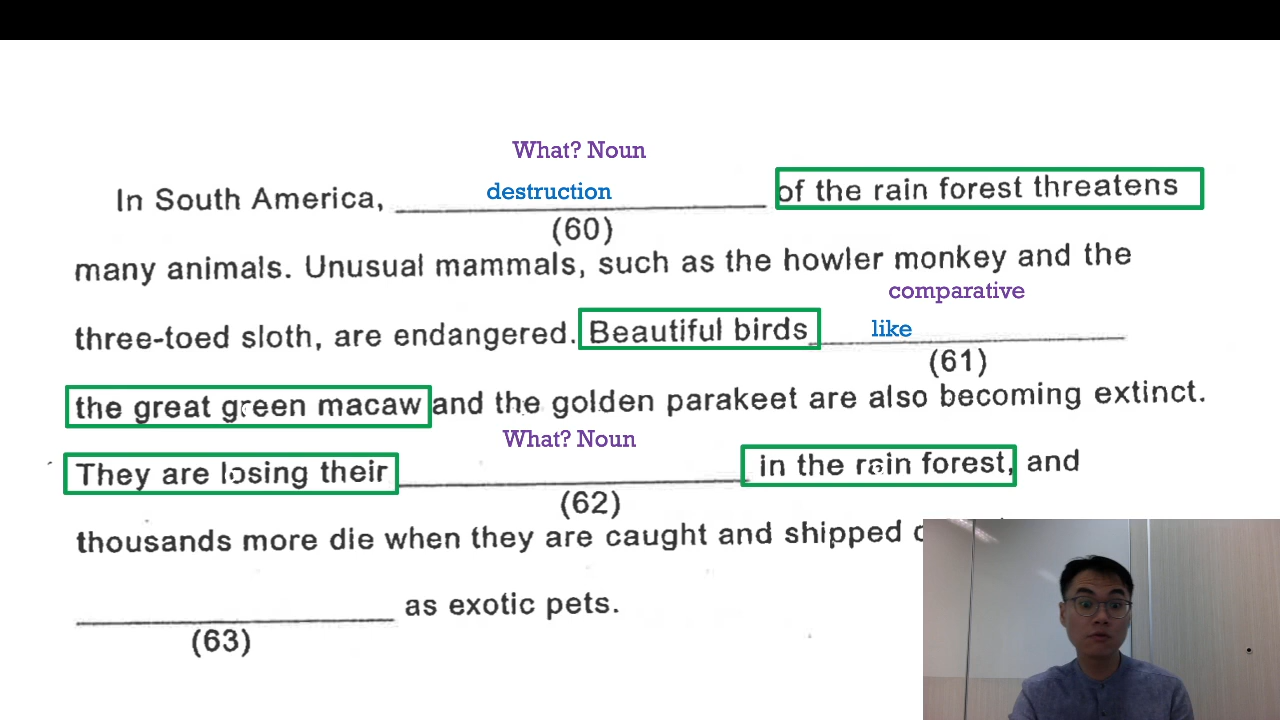 What? Noun
In South America, destruction of the rain forest threatens
(60)
many animals. Unusual mammals, such as the howler monkey and the
comparative
three-toed sloth, are endangered. Beautiful birds like
(61)
the great green macaw and the golden parakeet are also becoming extinct.
What? Noun
They are losing their in the rain forest, and
(62)
thousands more die when they are caught and shipped
as exotic pets.
(63)